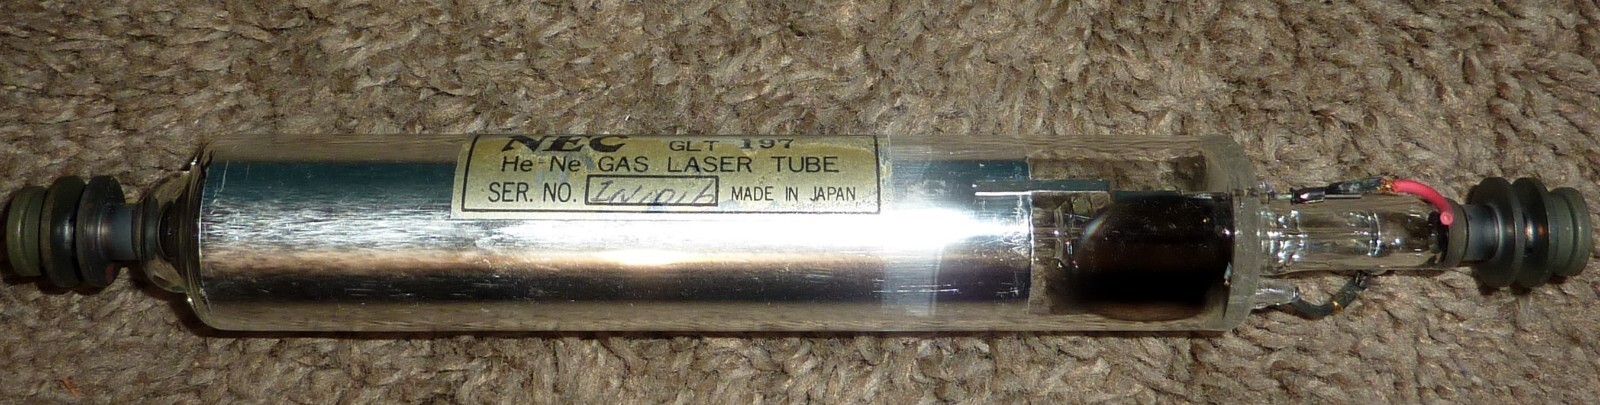 NEC GLT 197
He-Ne GAS LASER TUBE
SER. NO. MADE IN JAPAN